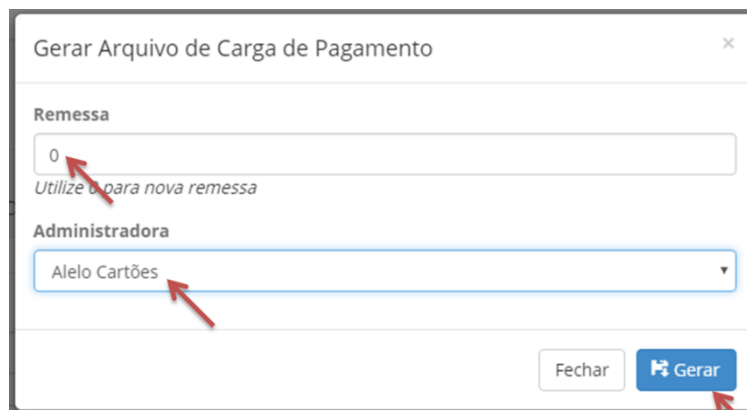 Gerar Arquivo de Carga de Pagamento
×
Remessa
0
Utilize 0 para nova remessa
Administradora
Alelo Cartões
Fechar
Gerar